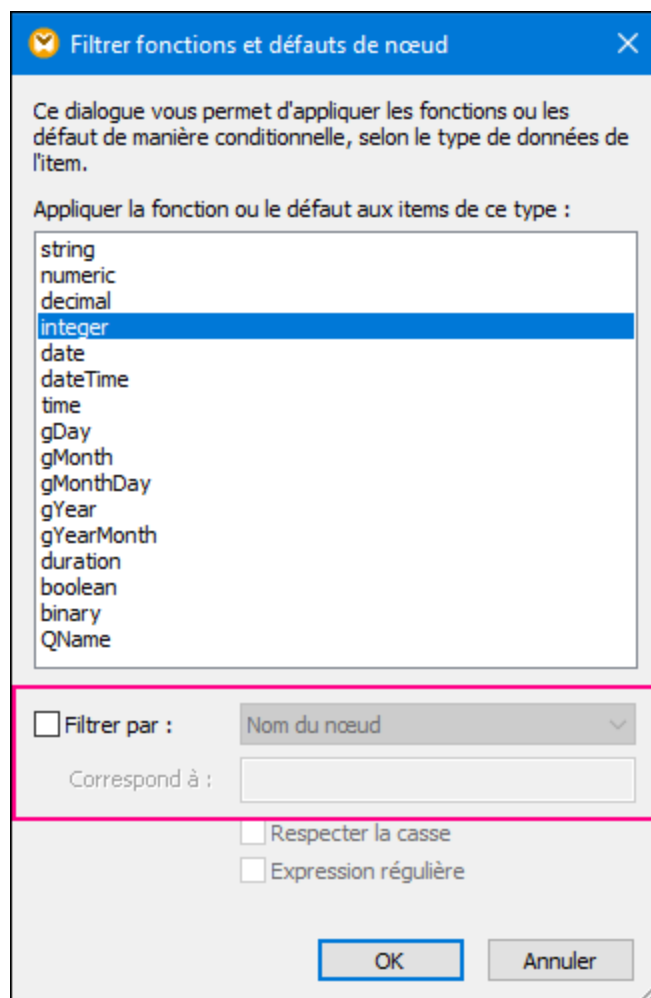 Filtrer fonctions et défauts de nœud
Ce dialogue vous permet d'appliquer les fonctions ou les
défaut de manière conditionnelle, selon le type de données de
l'item.
Appliquer la fonction ou le défaut aux items de ce type :
string
numeric
decimal
integer
date
dateTime
time
gDay
gMonth
gMonthDay
gYear
gYearMonth
duration
boolean
binary
QName
Filtrer par : Nom du nœud
Correspond à :
Respecter la casse
Expression régulière
OK Annuler